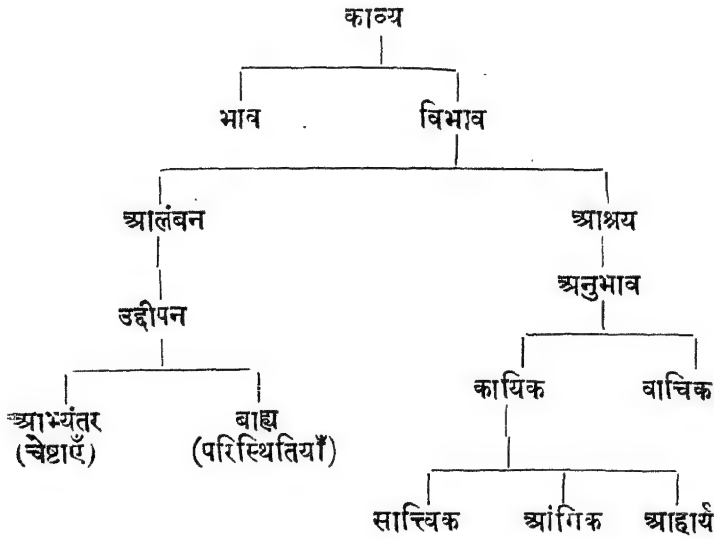 काव्य
भाव विभाव
आलंबन आश्रय
अनुभाव
उद्दीपन
कायिक वाचिक
आभ्यंतर बाह्य
(चेष्टाएँ) (परिस्थितियाँ)
सात्त्विक आंगिक आहार्य